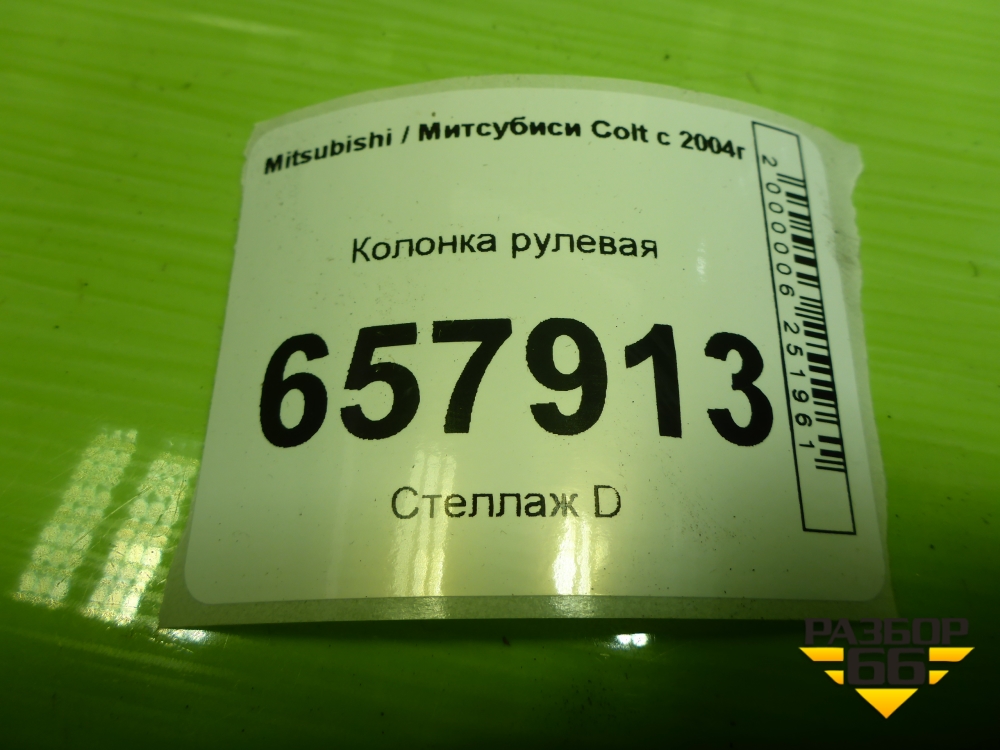 Mitsubishi / Митсубиси Colt с 2004г
Колонка рулевая
657913
Стеллаж D
2000006251961
РАЗБОР
66